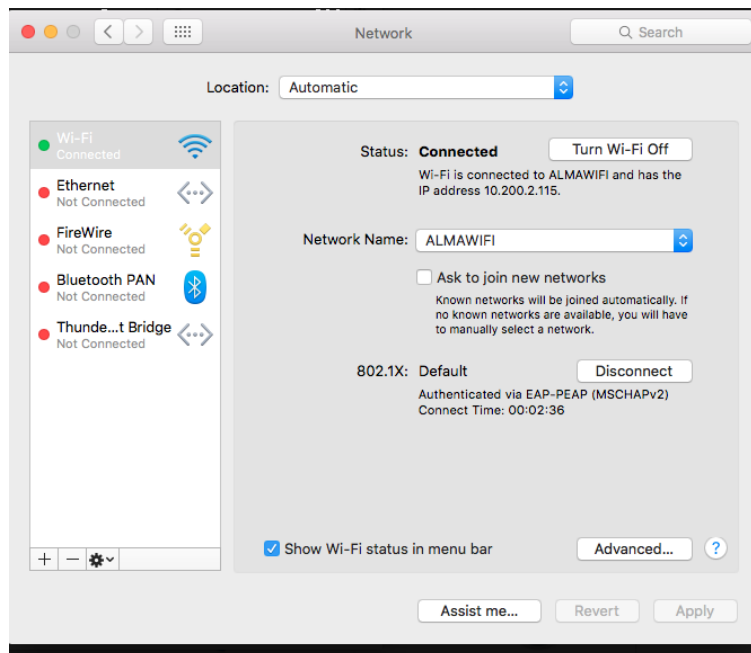 Network
Search
Location: Automatic
Wi-Fi
Connected
Ethernet
Not Connected
FireWire
Not Connected
Bluetooth PAN
Not Connected
Thunde...t Bridge
Not Connected
Status: Connected
Turn Wi-Fi Off
Wi-Fi is connected to ALMAWIFI and has the
IP address 10.200.2.115.
Network Name: ALMAWIFI
Ask to join new networks
Known networks will be joined automatically. If
no known networks are available, you will have
to manually select a network.
802.1X: Default
Disconnect
Authenticated via EAP-PEAP (MSCHAPv2)
Connect Time: 00:02:36
Show Wi-Fi status in menu bar
Advanced...
?
Assist me...
Revert
Apply